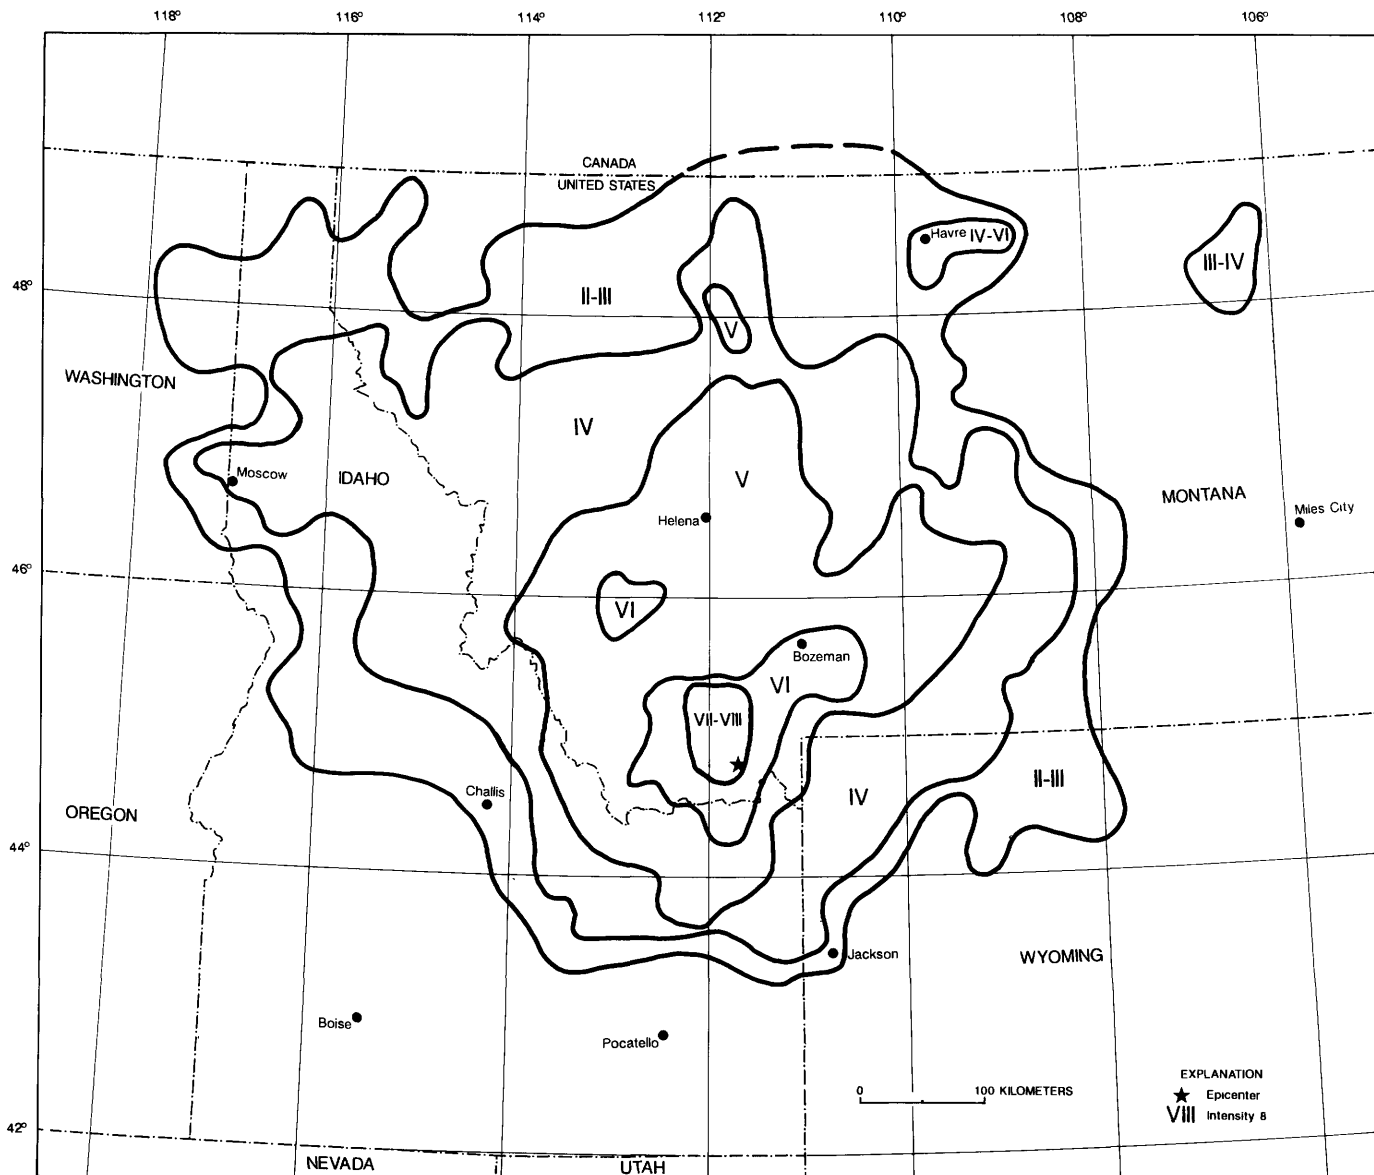 118° 116° 114° 112° 110° 108° 106°
CANADA
UNITED STATES
Havre IV-VI
III-IV
48°
II-III
V
WASHINGTON
IV
Moscow
IDAHO
V
MONTANA
Miles City
Helena
46°
VI
Bozeman
VI
VII-VIII
II-III
Challis
IV
OREGON
44°
Jackson
WYOMING
Boise
Pocatello
EXPLANATION
0 100 KILOMETERS
Epicenter
VIII Intensity 8
42°
NEVADA
UTAH